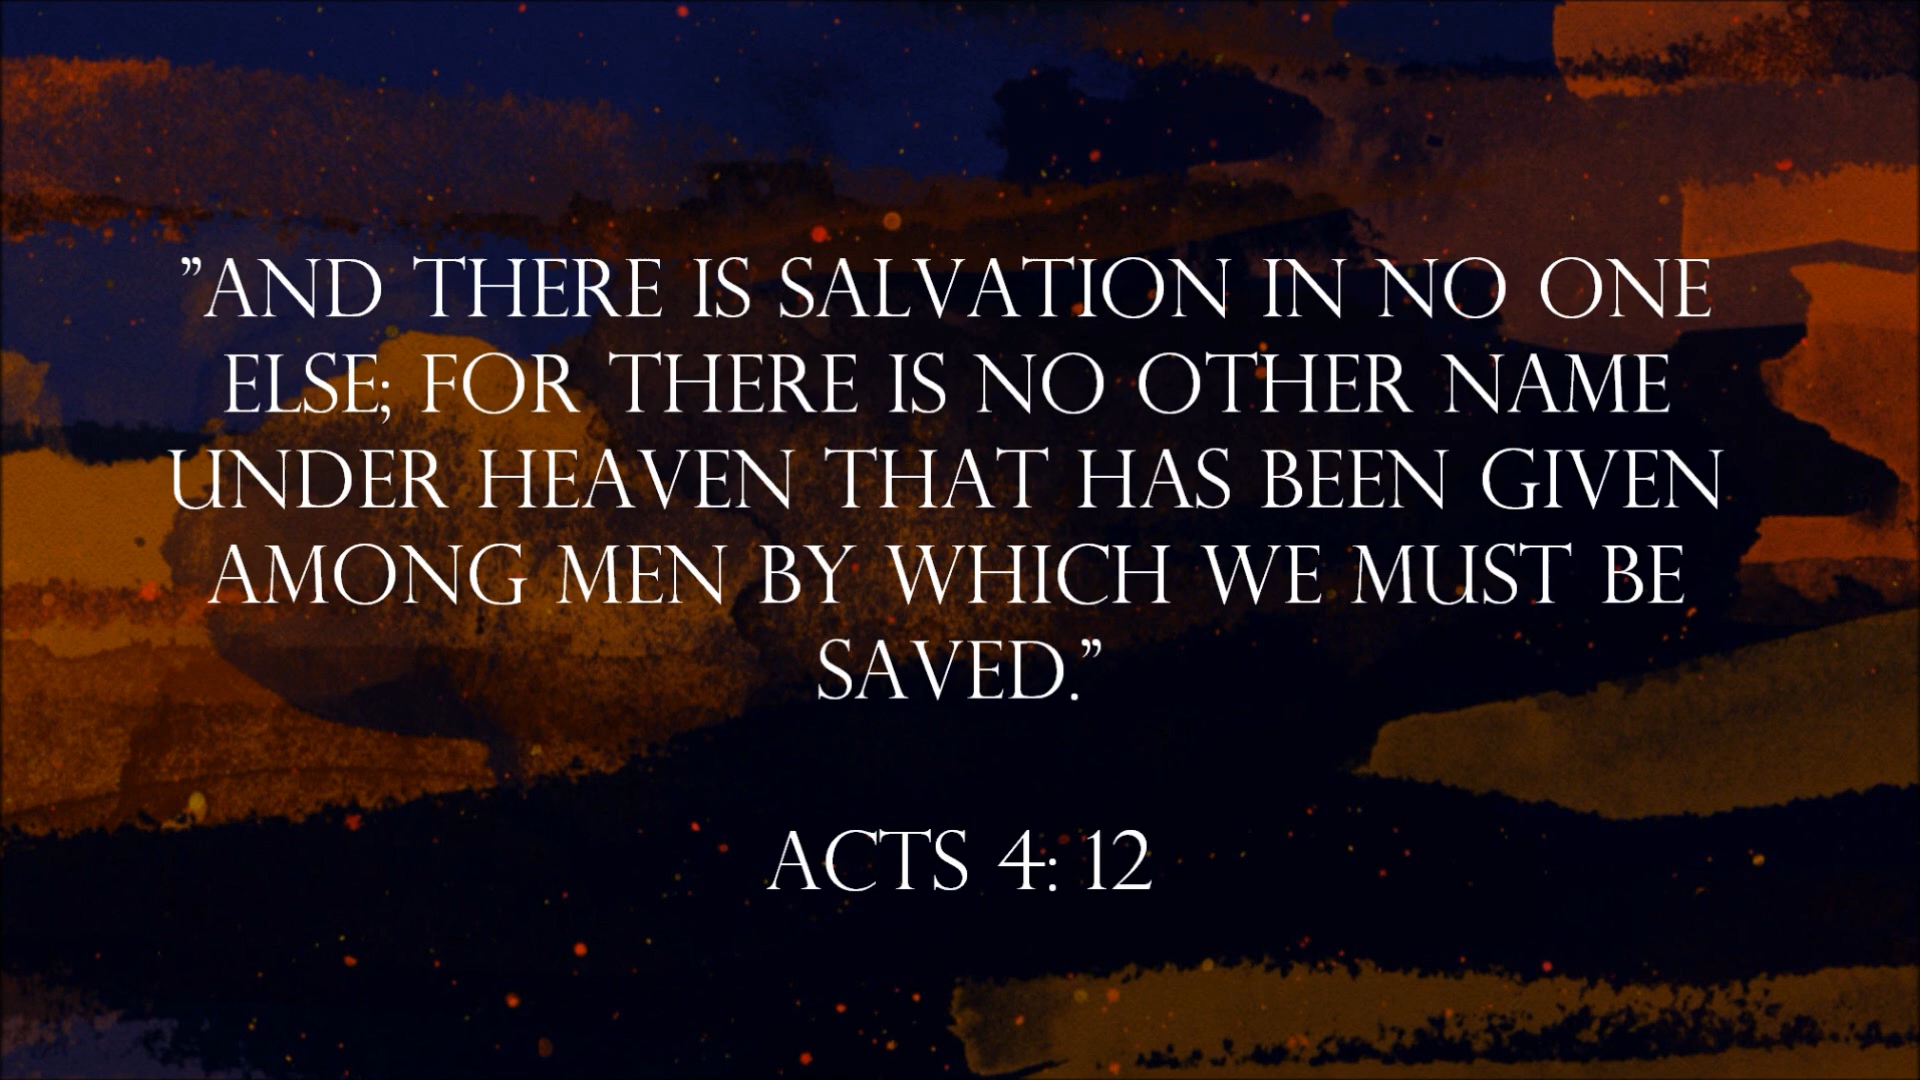 ”AND THERE IS SALVATION IN NO ONE
ELSE; FOR THERE IS NO OTHER NAME
UNDER HEAVEN THAT HAS BEEN GIVEN
AMONG MEN BY WHICH WE MUST BE
SAVED.”
ACTS 4: 12